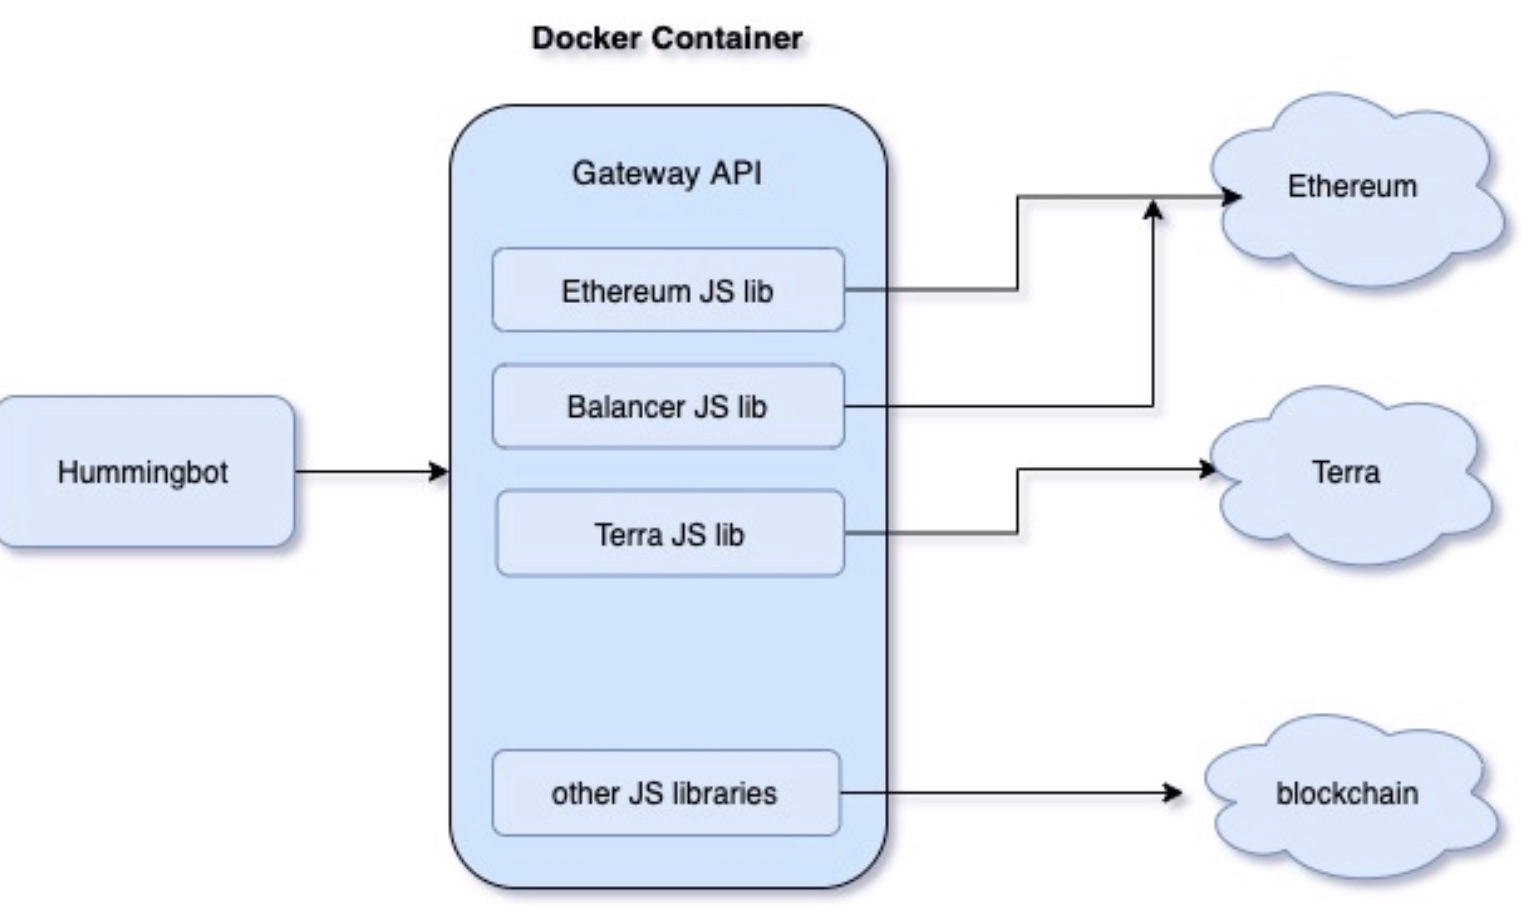 Docker Container
Gateway API
Ethereum JS lib
Balancer JS lib
Terra JS lib
other JS libraries
Hummingbot
Ethereum
Terra
blockchain